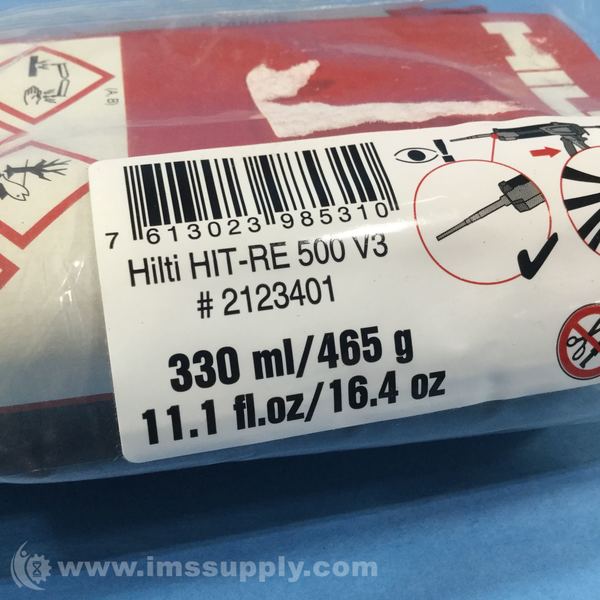 HIL
(A, B)
7 613023 985310
Hilti HIT-RE 500 V3
# 2123401
330 ml/465 g
11.1 fl.oz/16.4 oz
www.imssupply.com